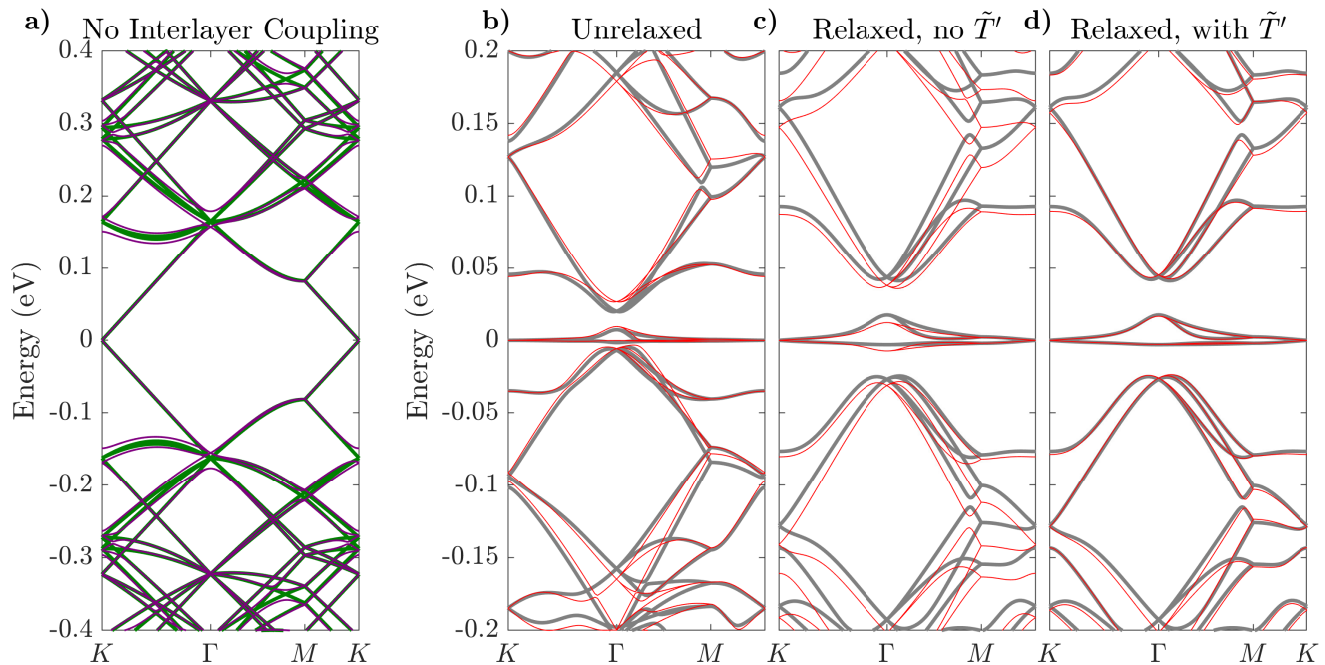 a) No Interlayer Coupling
b) Unrelaxed
c) Relaxed, no T̃′
d) Relaxed, with T̃′
Energy (eV)
0.4
0.3
0.2
0.1
0
-0.1
-0.2
-0.3
-0.4
K Γ M K
Energy (eV)
0.2
0.15
0.1
0.05
0
-0.05
-0.1
-0.15
-0.2
K Γ M K
Γ M K
Γ M K